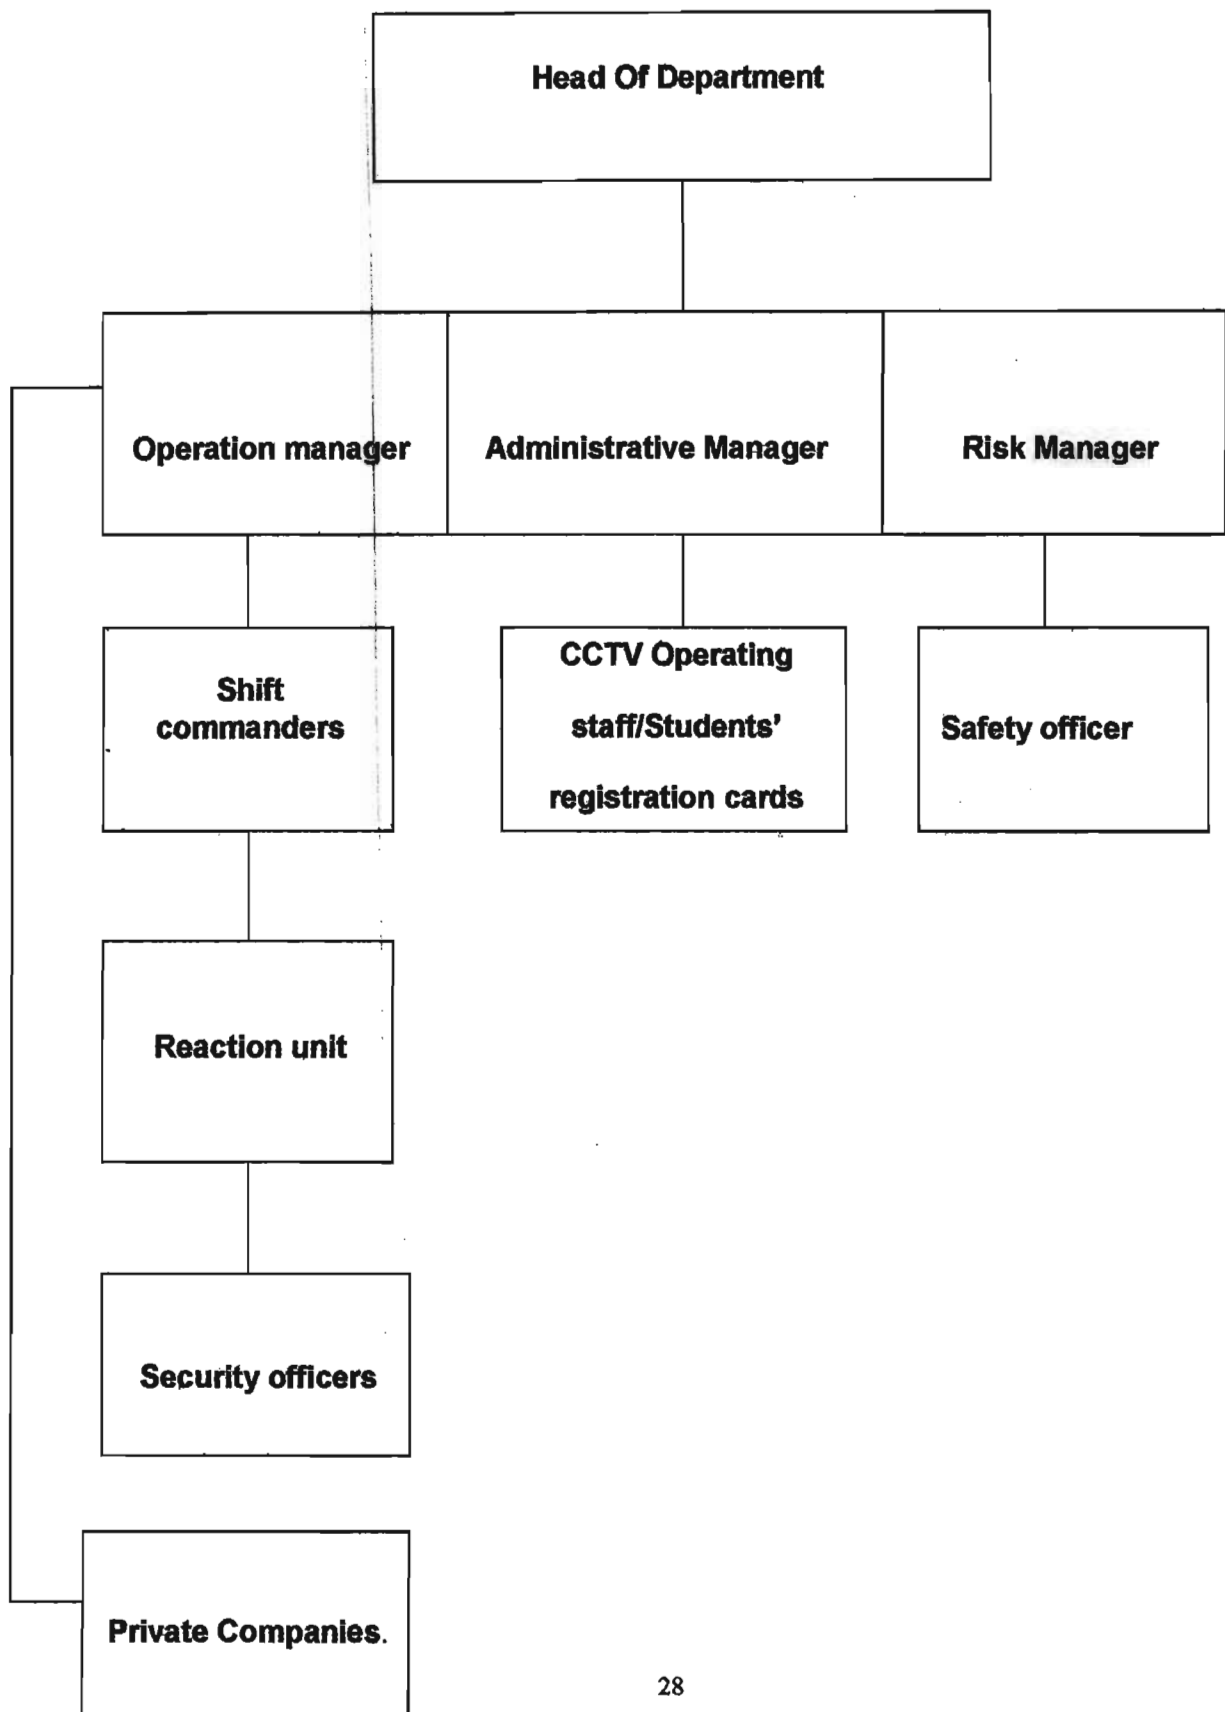 Head Of Department
Operation manager
Administrative Manager
Risk Manager
Shift
commanders
CCTV Operating
staff/Students'
registration cards
Safety officer
Reaction unit
Security officers
Private Companies.
28